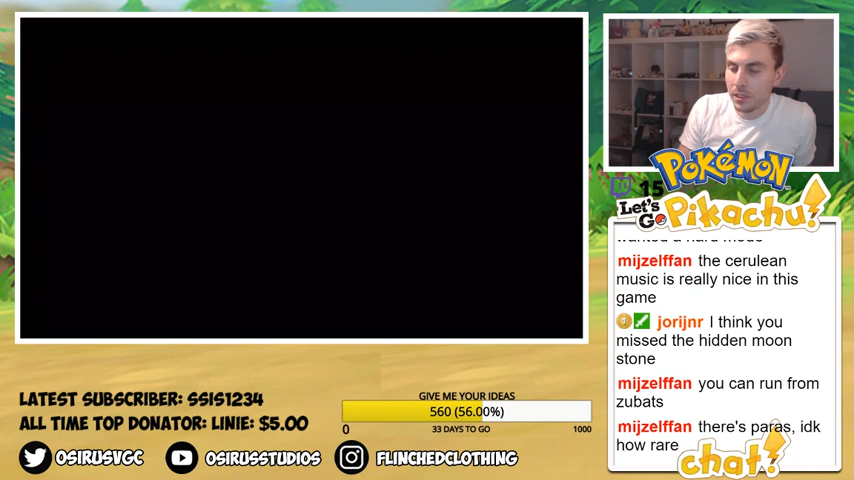 POKÉMON
15
Let's Go Pikachu!
mijzelffan the cerulean
music is really nice in this
game
jorijnr I think you
missed the hidden moon
stone
mijzelffan you can run from
zubats
mijzelffan there's paras, idk
how rare
chat!
LATEST SUBSCRIBER: SSIS1234
ALL TIME TOP DONATOR: LINIE: $5.00
GIVE ME YOUR IDEAS
560 (56.00%)
0 33 DAYS TO GO 1000
OSIRUSVGC OSIRUSSTUDIOS FLINCHEDCLOTHING